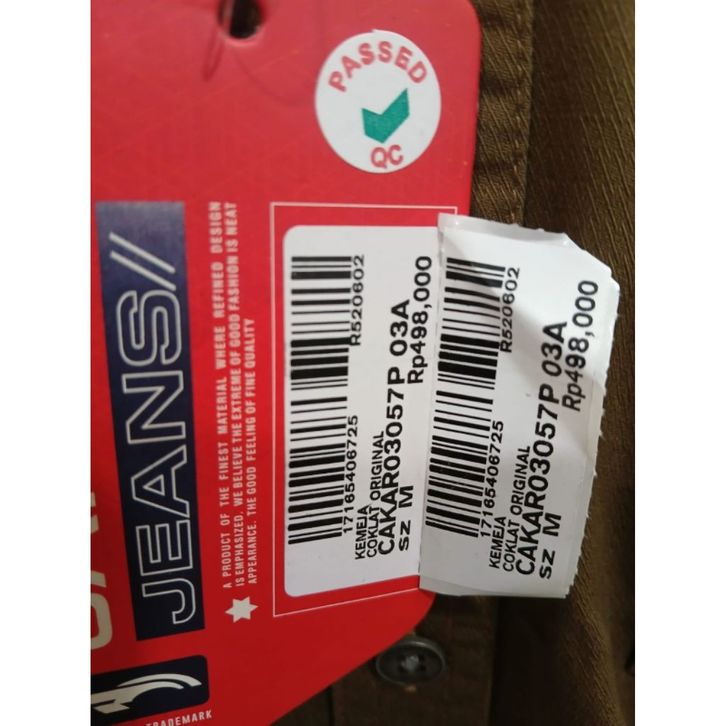 PASSED
QC
JEANS//
A PRODUCT OF THE FINEST MATERIAL WHERE REFINED DESIGN
IS EMPHASIZED. WE BELIEVE THE EXTREME OF GOOD FASHION IS NEAT
APPEARANCE. THE GOOD FEELING OF FINE QUALITY
TRADEMARK
17165406725 R520602
KEMEJA
COKLAT ORIGINAL
CAKAR03057P 03A
sz M Rp498,000
17165406725 R520602
KEMEJA
COKLAT ORIGINAL
CAKAR03057P 03A
sz M Rp498,000